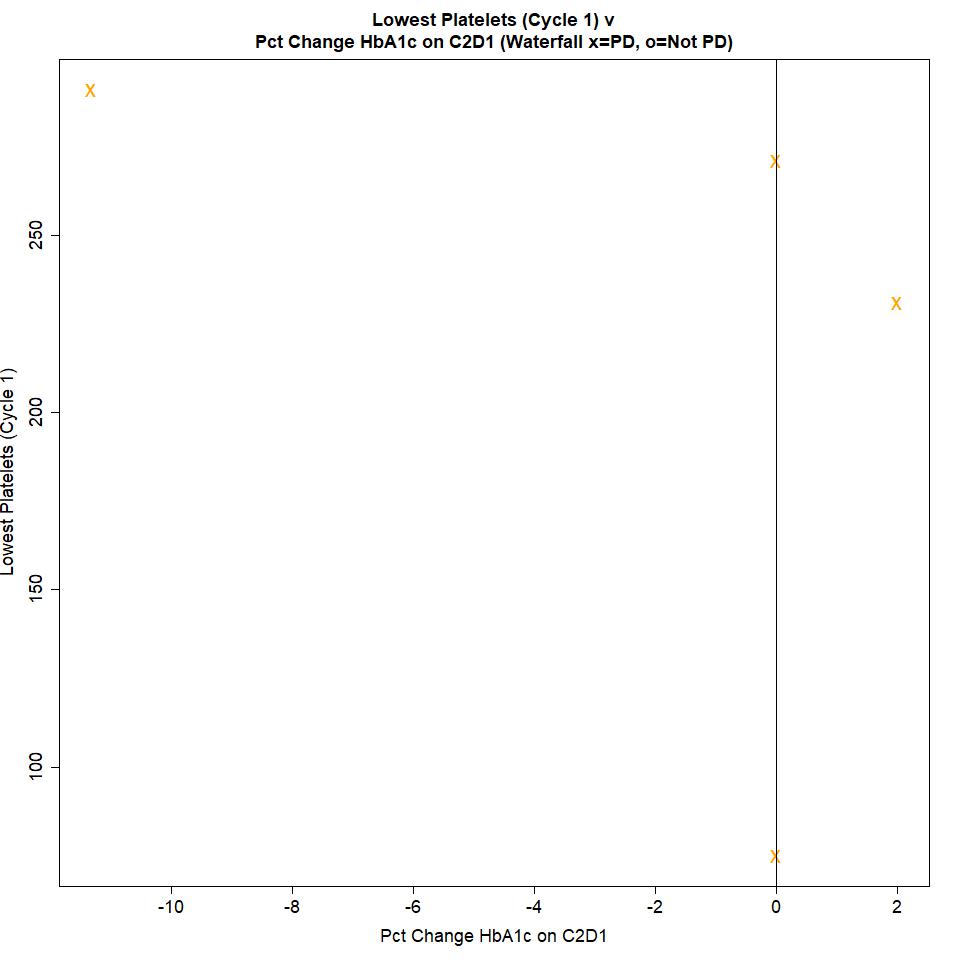 Lowest Platelets (Cycle 1) v
Pct Change HbA1c on C2D1 (Waterfall x=PD, o=Not PD)
X
X
X
X
250
200
150
100
Lowest Platelets (Cycle 1)
-10
-8
-6
-4
-2
0
2
Pct Change HbA1c on C2D1